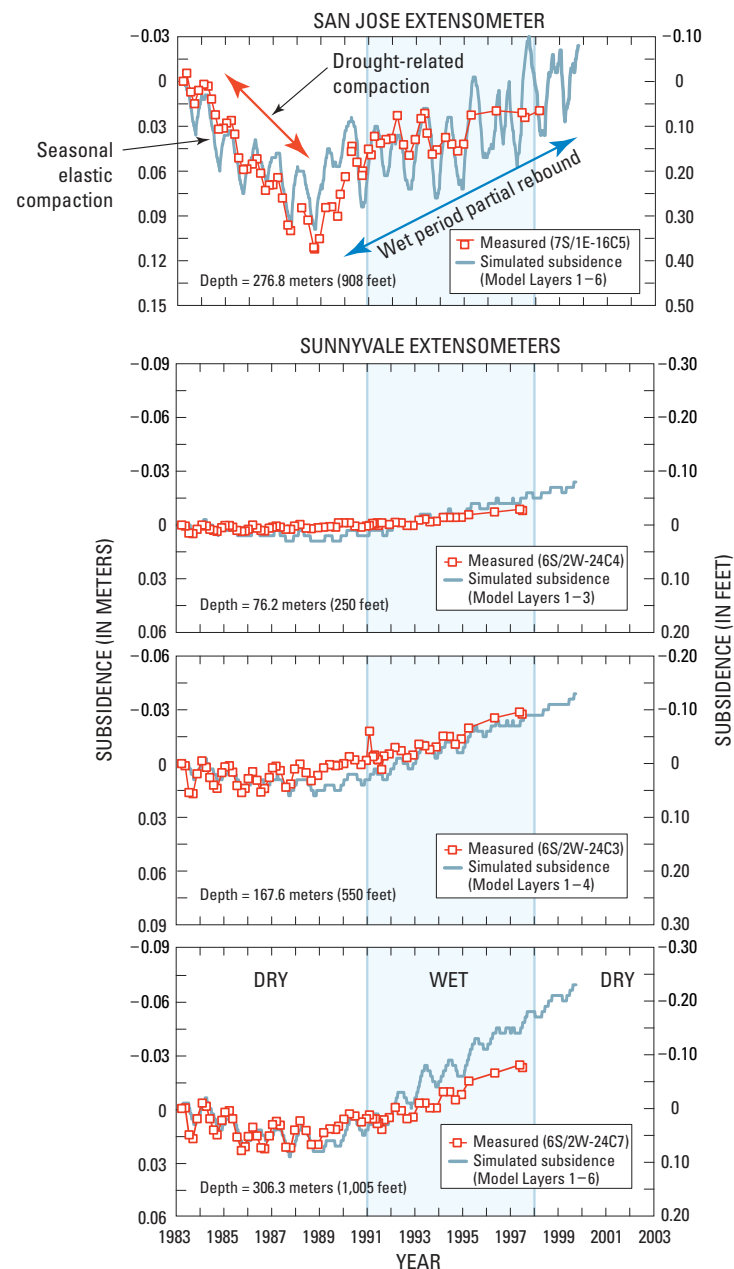 SAN JOSE EXTENSOMETER
−0.03
−0.10
Drought-related
compaction
0
0
0.03
0.10
Seasonal
elastic
compaction
0.06
0.20
0.09
0.30
Wet period partial rebound
Measured (7S/1E-16C5)
Simulated subsidence
(Model Layers 1−6)
0.12
0.40
Depth = 276.8 meters (908 feet)
0.15
0.50
SUNNYVALE EXTENSOMETERS
−0.09
−0.30
−0.06
−0.20
−0.03
−0.10
0
0
Measured (6S/2W-24C4)
Simulated subsidence
(Model Layers 1−3)
0.03
0.10
Depth = 76.2 meters (250 feet)
0.06
0.20
SUBSIDENCE (IN METERS)
SUBSIDENCE (IN FEET)
−0.06
−0.20
−0.03
−0.10
0
0
0.03
0.10
Measured (6S/2W-24C3)
Simulated subsidence
(Model Layers 1−4)
0.06
0.20
Depth = 167.6 meters (550 feet)
0.09
0.30
−0.09
−0.30
DRY
WET
DRY
−0.06
−0.20
−0.03
−0.10
0
0
Measured (6S/2W-24C7)
Simulated subsidence
(Model Layers 1−6)
0.03
0.10
Depth = 306.3 meters (1,005 feet)
0.06
0.20
1983 1985 1987 1989 1991 1993 1995 1997 1999 2001 2003
YEAR